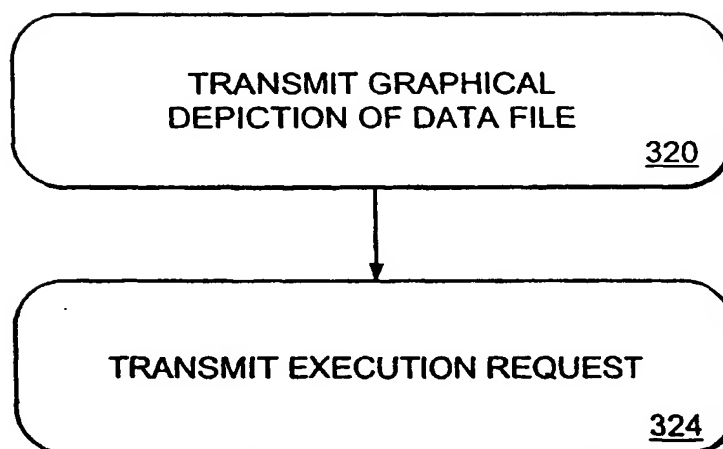 TRANSMIT GRAPHICAL
DEPICTION OF DATA FILE
320
TRANSMIT EXECUTION REQUEST
324